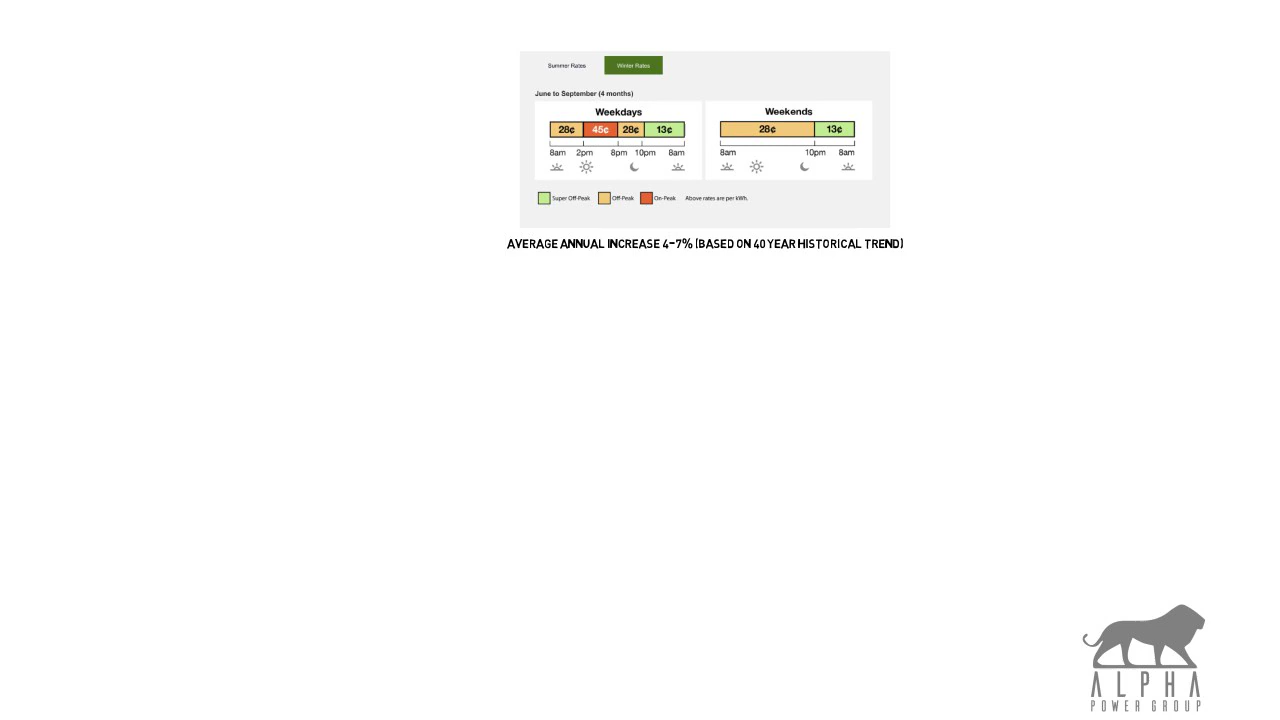 Summer Rates Winter Rates
June to September (4 months)
Weekdays
28¢ 45¢ 28¢ 13¢
8am 2pm 8pm 10pm 8am
Weekends
28¢ 13¢
8am 10pm 8am
Super Off-Peak Off-Peak On-Peak Above rates are per kWh.
AVERAGE ANNUAL INCREASE 4-7% (BASED ON 40 YEAR HISTORICAL TREND)
ALPHA
POWER GROUP